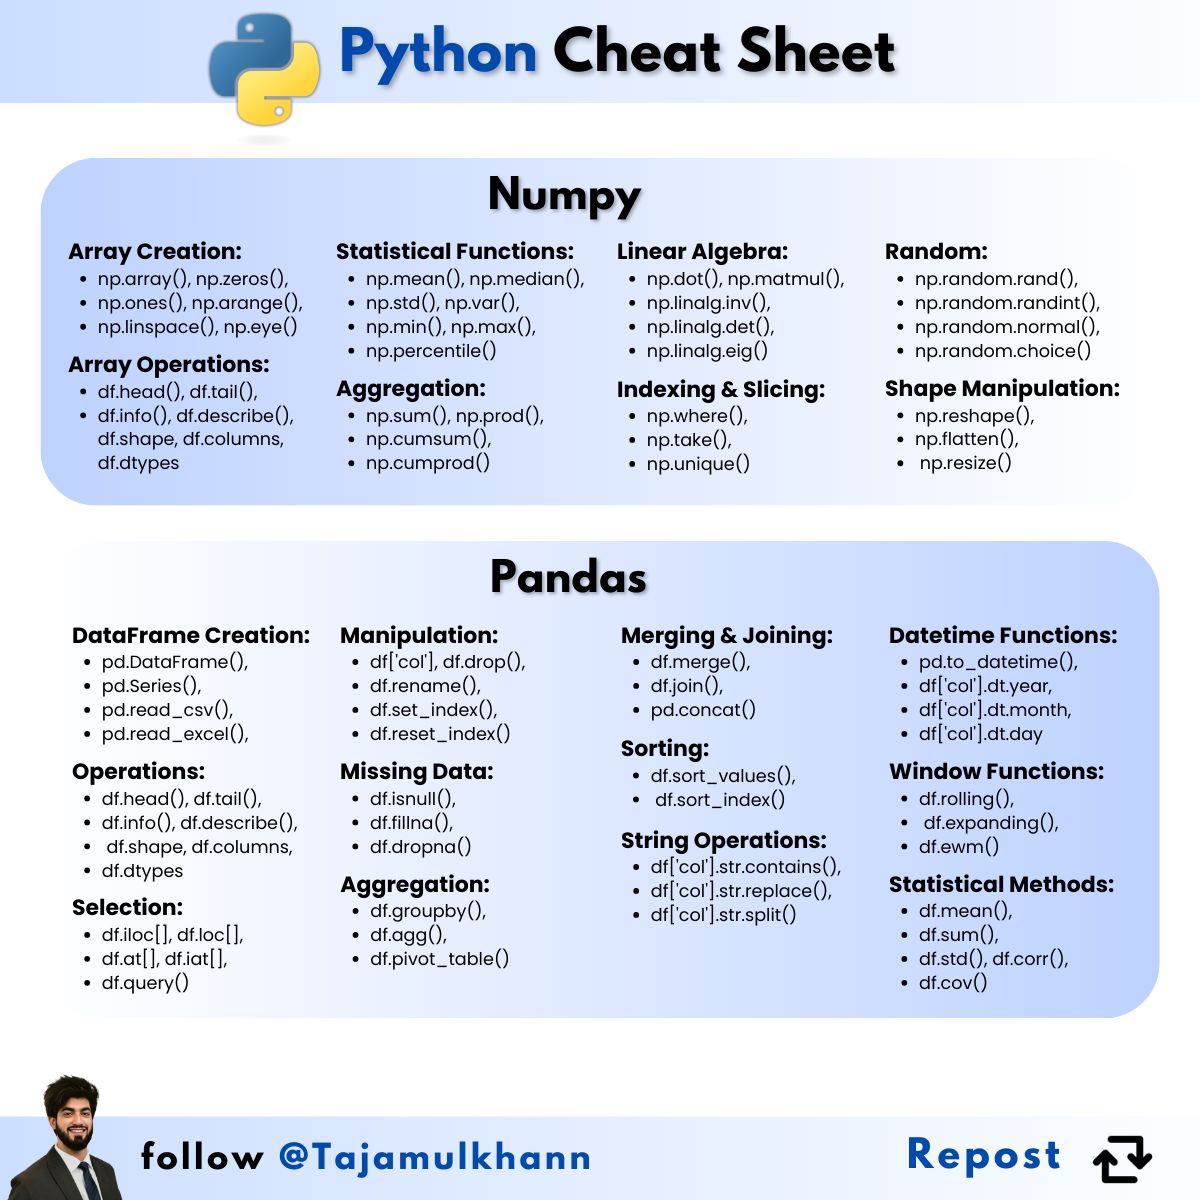 Python Cheat Sheet
Numpy
Array Creation:
• np.array(), np.zeros(),
• np.ones(), np.arange(),
• np.linspace(), np.eye()
Array Operations:
• df.head(), df.tail(),
• df.info(), df.describe(),
df.shape, df.columns,
df.dtypes
Statistical Functions:
• np.mean(), np.median(),
• np.std(), np.var(),
• np.min(), np.max(),
• np.percentile()
Aggregation:
• np.sum(), np.prod(),
• np.cumsum(),
• np.cumprod()
Linear Algebra:
• np.dot(), np.matmul(),
• np.linalg.inv(),
• np.linalg.det(),
• np.linalg.eig()
Indexing & Slicing:
• np.where(),
• np.take(),
• np.unique()
Random:
• np.random.rand(),
• np.random.randint(),
• np.random.normal(),
• np.random.choice()
Shape Manipulation:
• np.reshape(),
• np.flatten(),
• np.resize()
Pandas
DataFrame Creation:
• pd.DataFrame(),
• pd.Series(),
• pd.read_csv(),
• pd.read_excel(),
Operations:
• df.head(), df.tail(),
• df.info(), df.describe(),
• df.shape, df.columns,
• df.dtypes
Selection:
• df.iloc[], df.loc[],
• df.at[], df.iat[],
• df.query()
Manipulation:
• df['col'], df.drop(),
• df.rename(),
• df.set_index(),
• df.reset_index()
Missing Data:
• df.isnull(),
• df.fillna(),
• df.dropna()
Aggregation:
• df.groupby(),
• df.agg(),
• df.pivot_table()
Merging & Joining:
• df.merge(),
• df.join(),
• pd.concat()
Sorting:
• df.sort_values(),
• df.sort_index()
String Operations:
• df['col'].str.contains(),
• df['col'].str.replace(),
• df['col'].str.split()
Datetime Functions:
• pd.to_datetime(),
• df['col'].dt.year,
• df['col'].dt.month,
• df['col'].dt.day
Window Functions:
• df.rolling(),
• df.expanding(),
• df.ewm()
Statistical Methods:
• df.mean(),
• df.sum(),
• df.std(), df.corr(),
• df.cov()
follow @Tajamulkhann
Repost